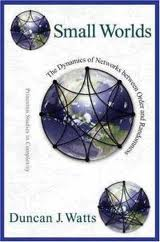 Small Worlds
The Dynamics of Networks between Order and Randomness
Princeton Studies in Complexity
Duncan J. Watts